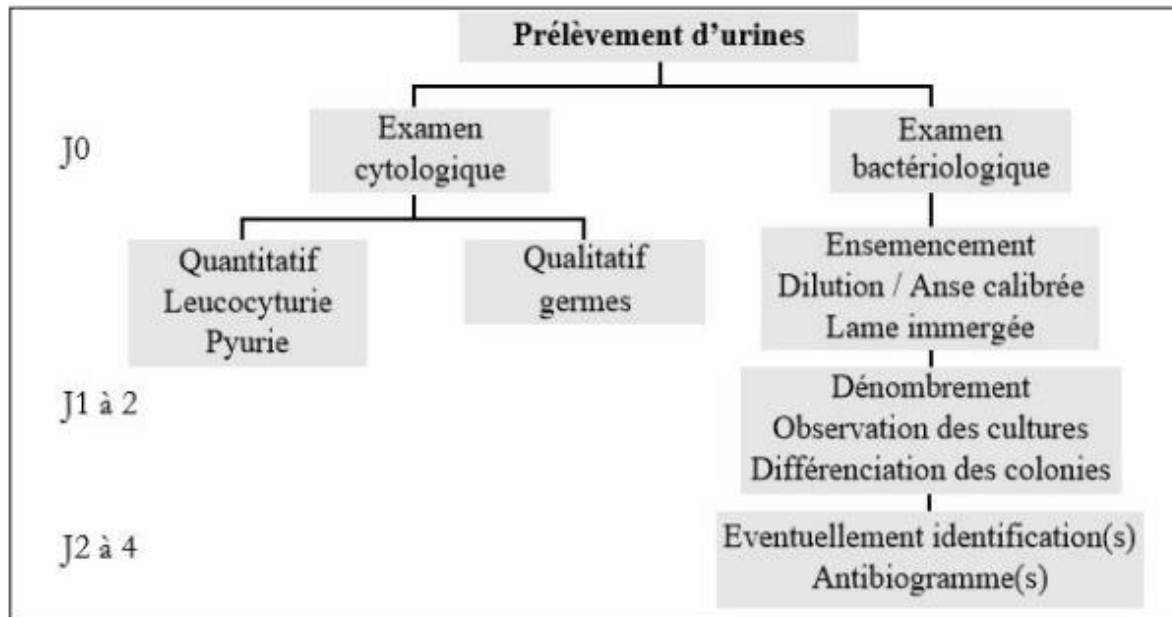 Prélèvement d'urines
J0
Examen
cytologique
Examen
bactériologique
Quantitatif
Leucocyturie
Pyurie
Qualitatif
germes
Ensemencement
Dilution / Anse calibrée
Lame immergée
J1 à 2
Dénombrement
Observation des cultures
Différenciation des colonies
J2 à 4
Eventuellement identification(s)
Antibiogramme(s)